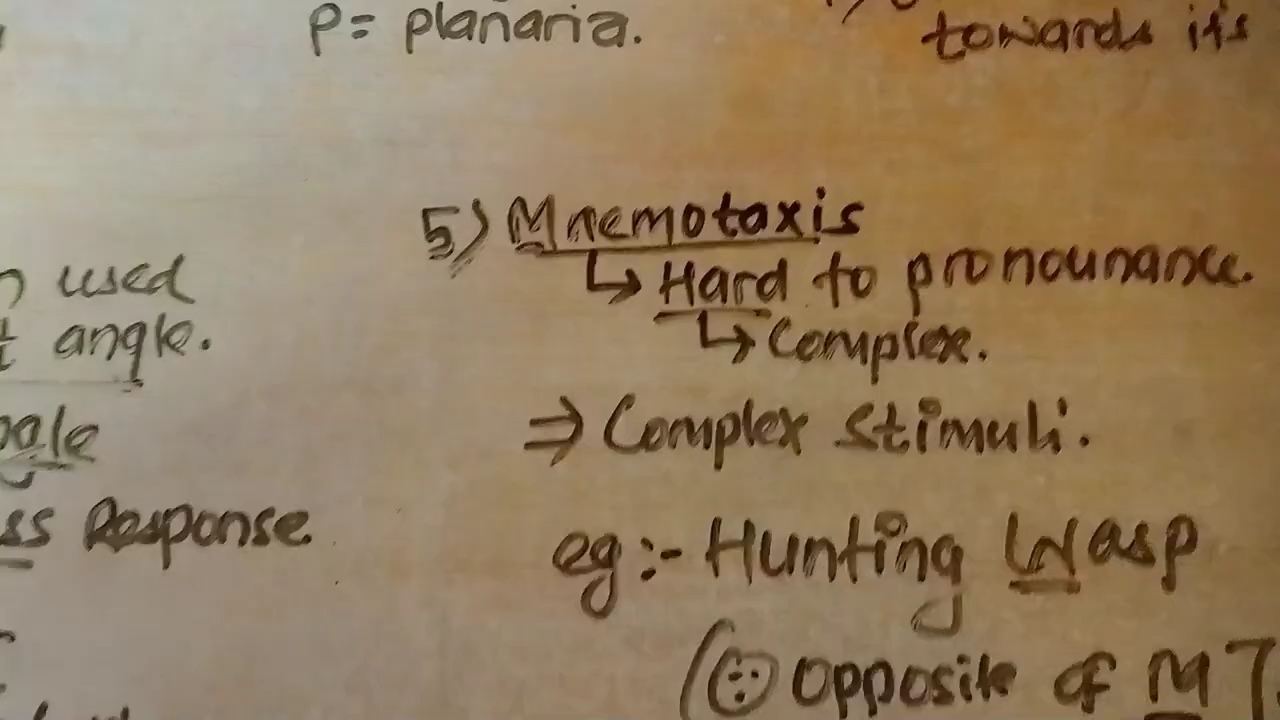 P= planaria.
towards its
5) Mnemotaxis
↳ Hard to pronounance.
↳ Complex.
used
angle.
⇒ Complex stimuli.
ss Response.
eg:- Hunting Wasp
(∵ opposite of M